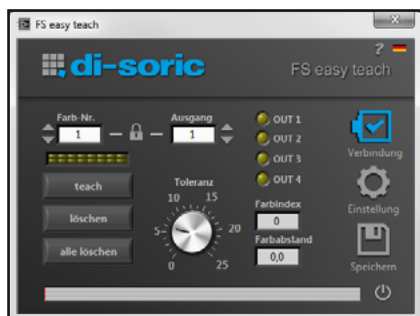 FS easy teach
x
?
di-soric
FS easy teach
Farb-Nr.
Ausgang
1
1
OUT 1
OUT 2
OUT 3
OUT 4
Verbindung
teach
löschen
alle löschen
Toleranz
0
5
10
15
20
25
Farbindex
0
Farbabstand
0,0
Einstellung
Speichern